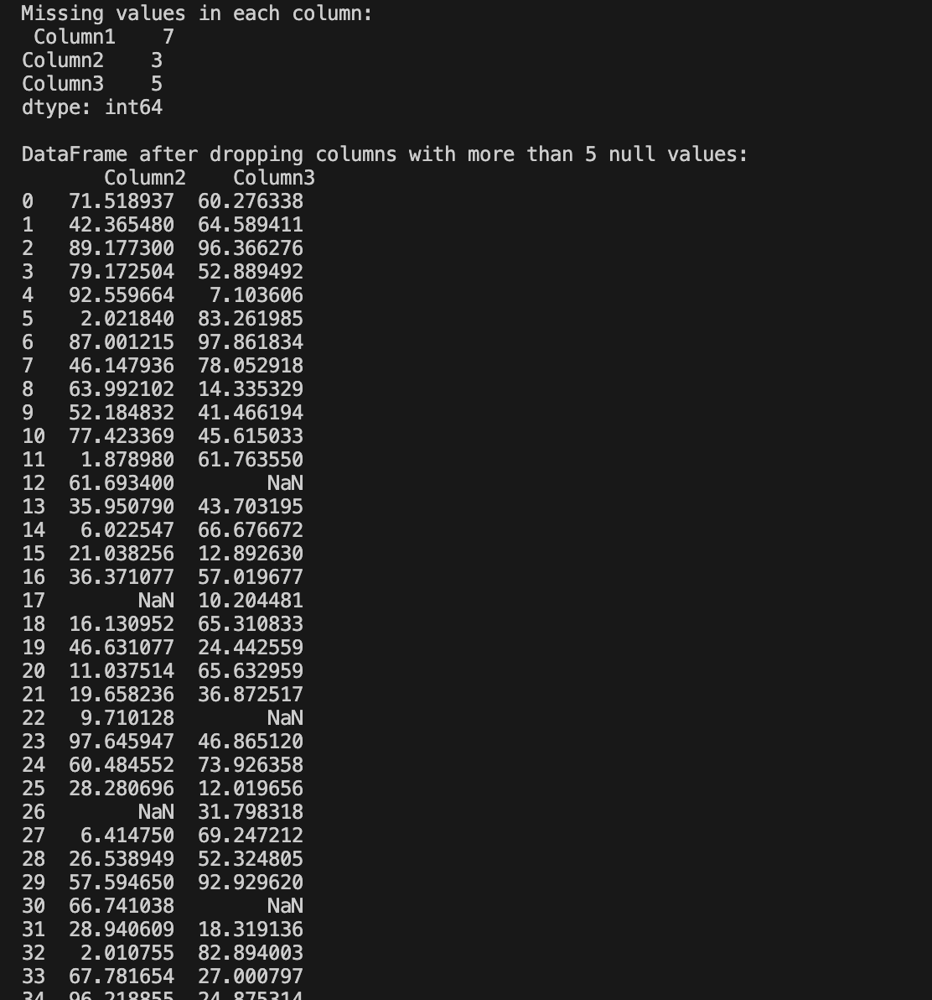 Missing values in each column:
 Column1    7
Column2    3
Column3    5
dtype: int64

DataFrame after dropping columns with more than 5 null values:
       Column2    Column3
0   71.518937  60.276338
1   42.365480  64.589411
2   89.177300  96.366276
3   79.172504  52.889492
4   92.559664   7.103606
5    2.021840  83.261985
6   87.001215  97.861834
7   46.147936  78.052918
8   63.992102  14.335329
9   52.184832  41.466194
10  77.423369  45.615033
11   1.878980  61.763550
12  61.693400        NaN
13  35.950790  43.703195
14   6.022547  66.676672
15  21.038256  12.892630
16  36.371077  57.019677
17        NaN  10.204481
18  16.130952  65.310833
19  46.631077  24.442559
20  11.037514  65.632959
21  19.658236  36.872517
22   9.710128        NaN
23  97.645947  46.865120
24  60.484552  73.926358
25  28.280696  12.019656
26        NaN  31.798318
27   6.414750  69.247212
28  26.538949  52.324805
29  57.594650  92.929620
30  66.741038        NaN
31  28.940609  18.319136
32   2.010755  82.894003
33  67.781654  27.000797
34  96.218855  24.875314